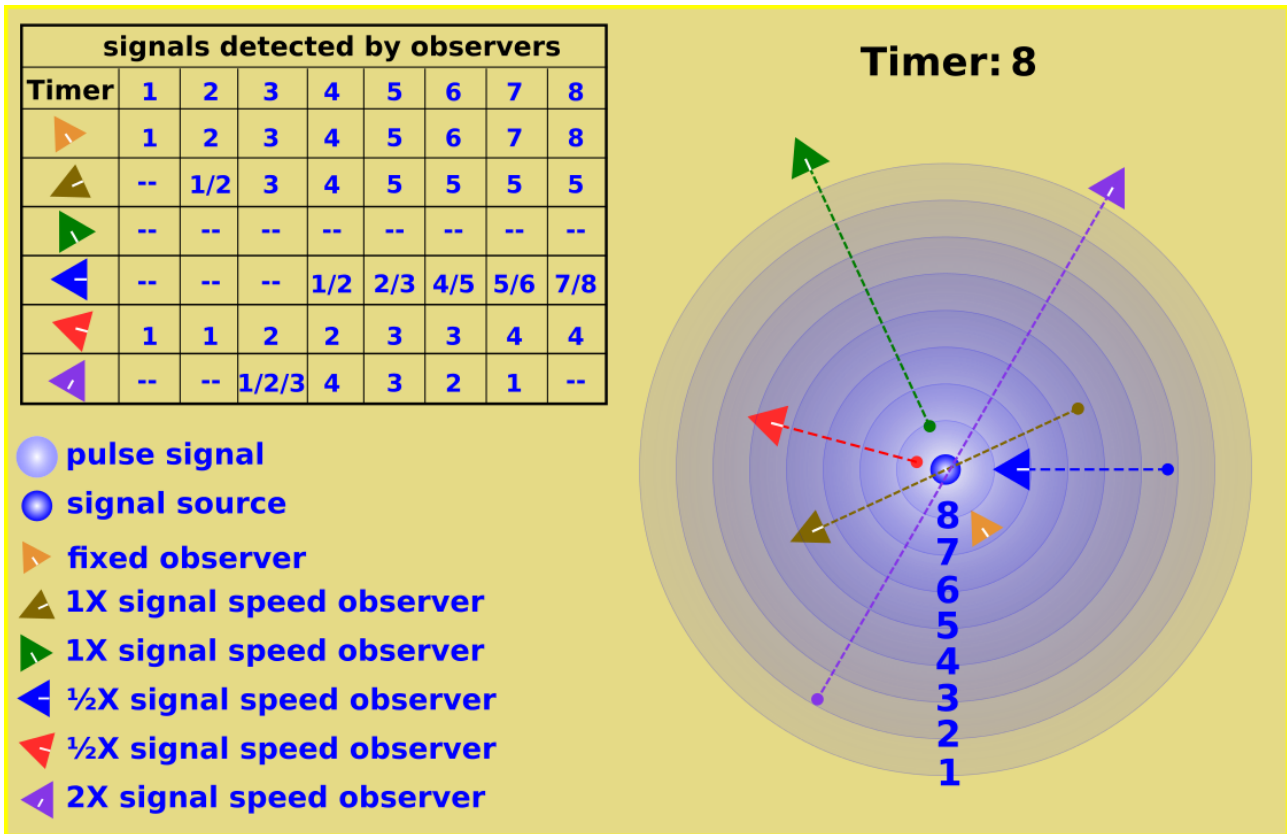 signals detected by observers
Timer 1 2 3 4 5 6 7 8
1 2 3 4 5 6 7 8
-- 1/2 3 4 5 5 5 5
-- -- -- -- -- -- -- --
-- -- -- 1/2 2/3 4/5 5/6 7/8
1 1 2 2 3 3 4 4
-- -- 1/2/3 4 3 2 1 --
pulse signal
signal source
fixed observer
1X signal speed observer
1X signal speed observer
½X signal speed observer
½X signal speed observer
2X signal speed observer
Timer: 8
8
7
6
5
4
3
2
1